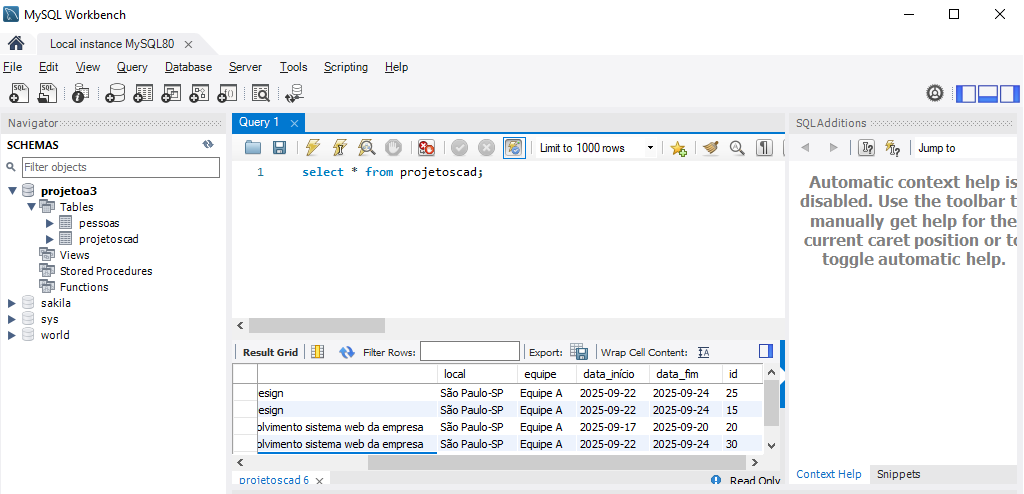 MySQL Workbench
Local instance MySQL80
File Edit View Query Database Server Tools Scripting Help
Navigator
SCHEMAS
Filter objects
projetoa3
Tables
pessoas
projetoscad
Views
Stored Procedures
Functions
sakila
sys
world
Query 1
Limit to 1000 rows
1 select * from projetoscad;
Result Grid Filter Rows: Export: Wrap Cell Content:
local equipe data_início data_fim id
esign São Paulo-SP Equipe A 2025-09-22 2025-09-24 25
esign São Paulo-SP Equipe A 2025-09-22 2025-09-24 15
olvimento sistema web da empresa São Paulo-SP Equipe A 2025-09-17 2025-09-20 20
olvimento sistema web da empresa São Paulo-SP Equipe A 2025-09-22 2025-09-24 30
projetoscad 6
Read Only
SQLAdditions
Jump to
Automatic context help is
disabled. Use the toolbar t
manually get help for the
current caret position or to
toggle automatic help.
Context Help Snippets